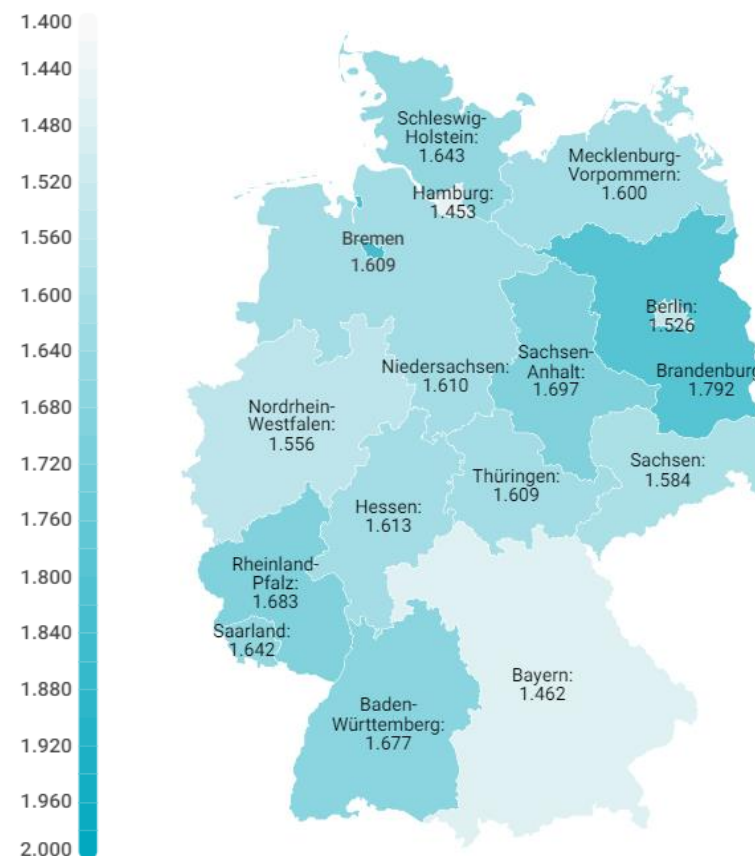 1.400
1.440
1.480
1.520
1.560
1.600
1.640
1.680
1.720
1.760
1.800
1.840
1.880
1.920
1.960
2.000
Schleswig-
Holstein:
1.643
Mecklenburg-
Vorpommern:
1.600
Hamburg:
1.453
Bremen
1.609
Berlin:
1.526
Brandenburg
1.792
Niedersachsen:
1.610
Sachsen-
Anhalt:
1.697
Nordrhein-
Westfalen:
1.556
Sachsen:
1.584
Thüringen:
1.609
Hessen:
1.613
Rheinland-
Pfalz:
1.683
Saarland:
1.642
Bayern:
1.462
Baden-
Württemberg:
1.677